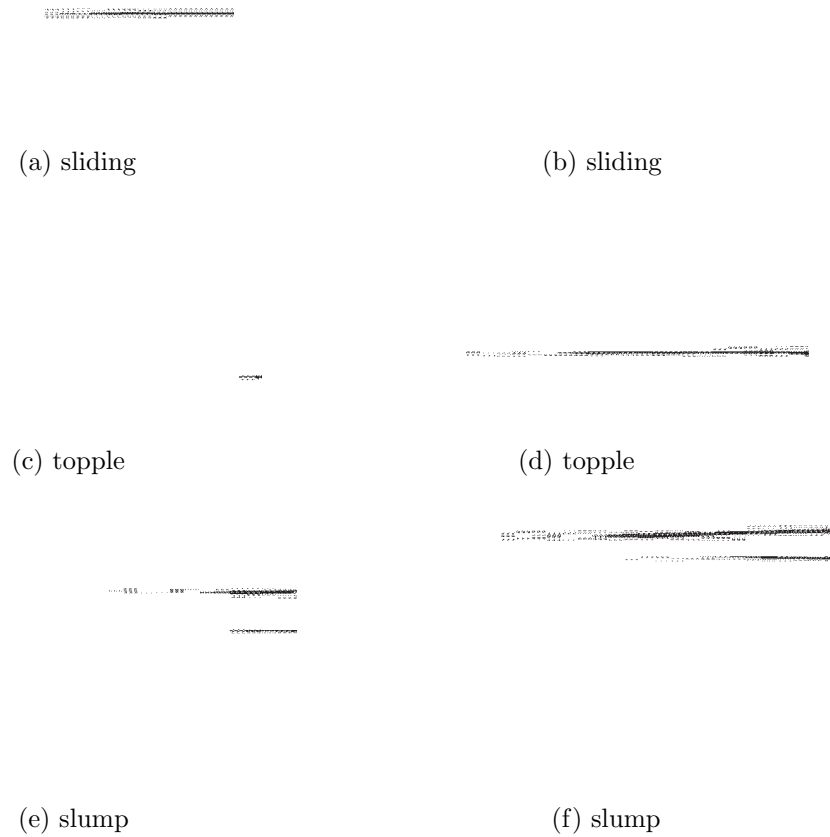 (a) sliding
(b) sliding
(c) topple
(d) topple
(e) slump
(f) slump